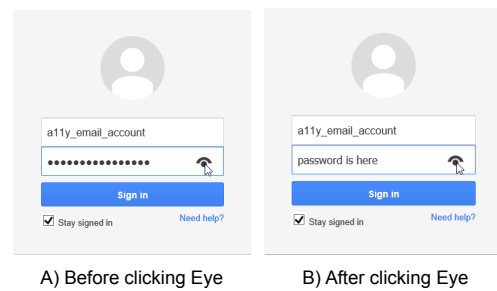 a11y_email_account
••••••••••••••••
Sign in
Stay signed in Need help?
A) Before clicking Eye
a11y_email_account
password is here
Sign in
Stay signed in Need help?
B) After clicking Eye